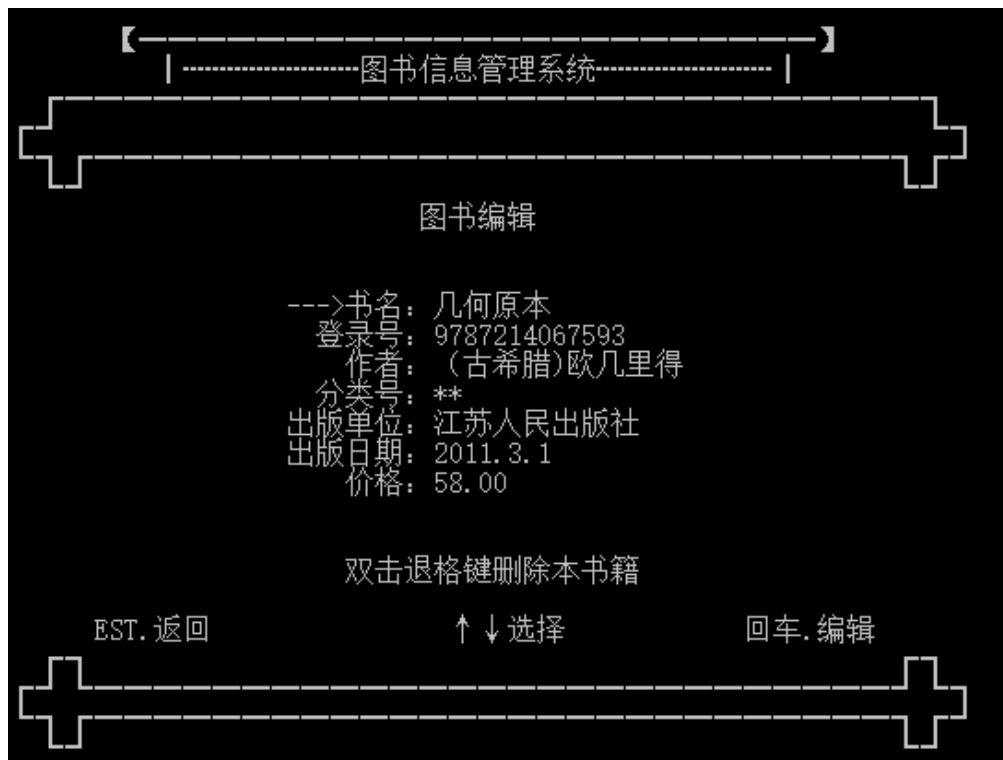 图书信息管理系统
图书编辑
--->书名：几何原本
登录号：9787214067593
作者：（古希腊)欧几里得
分类号：**
出版单位：江苏人民出版社
出版日期：2011.3.1
价格：58.00
双击退格键删除本书籍
EST.返回 ↑↓选择 回车.编辑